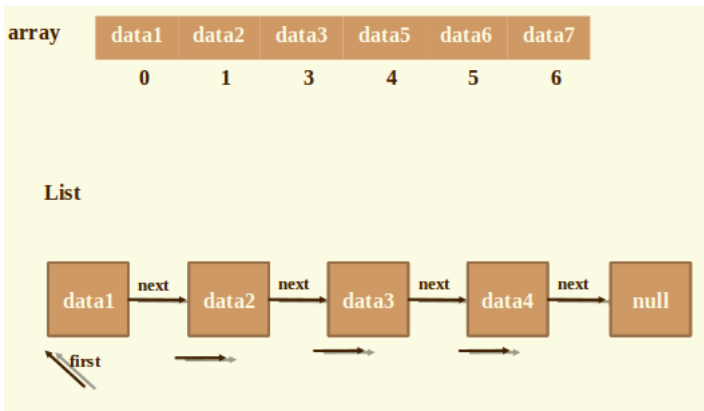 array data1 data2 data3 data5 data6 data7
0 1 3 4 5 6
List
next next next next
data1 data2 data3 data4 null
first